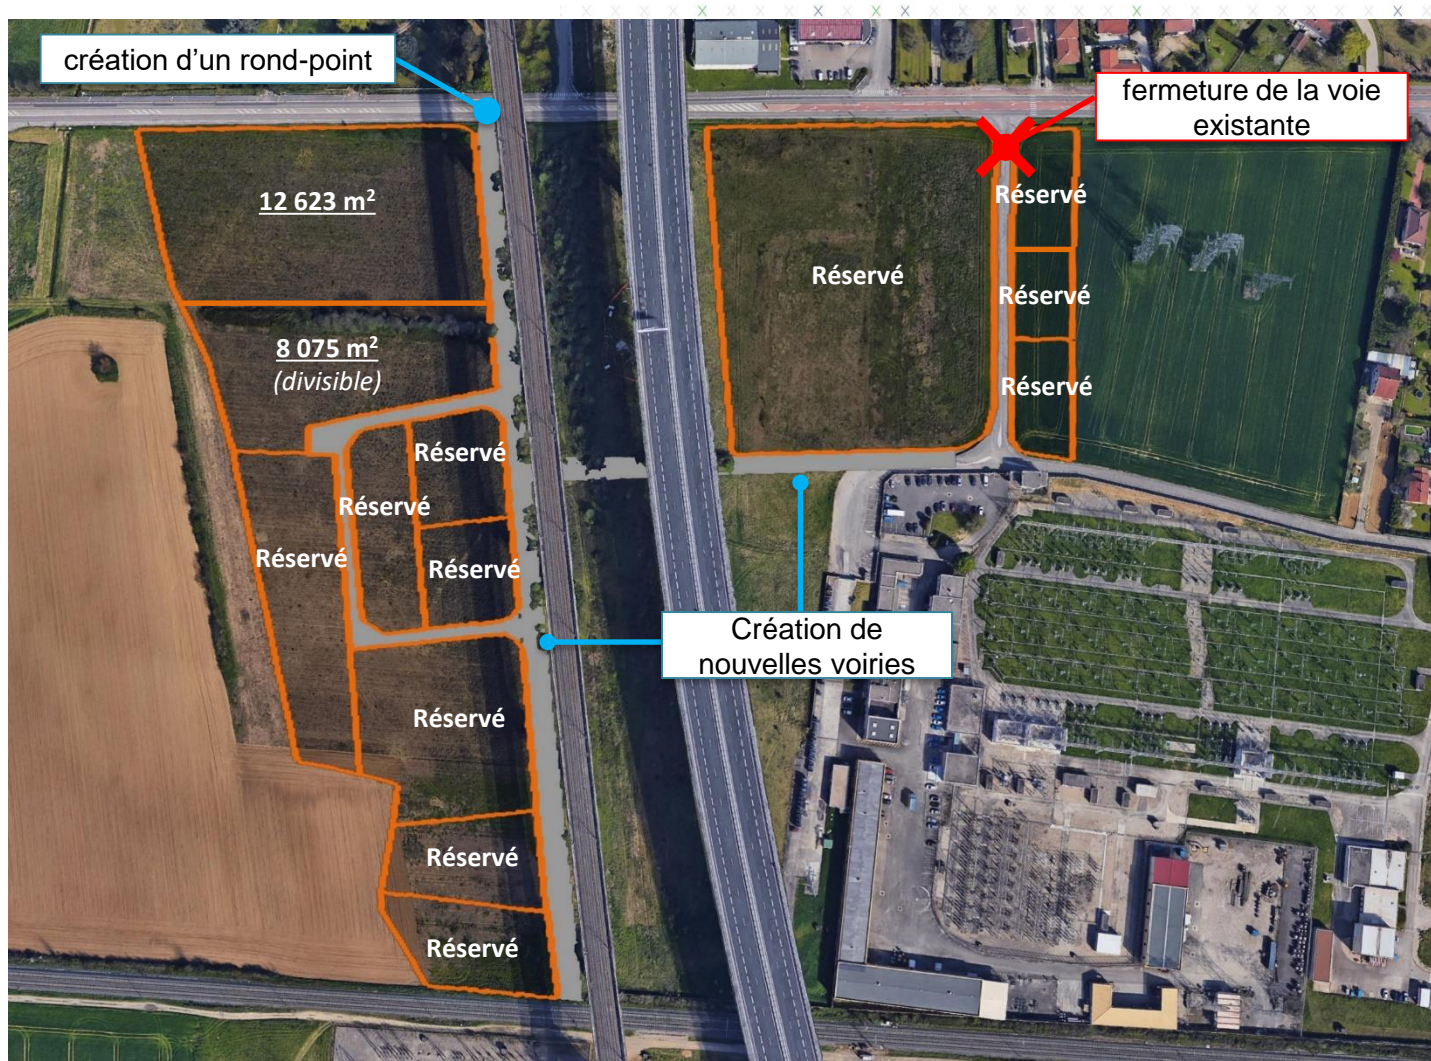 création d’un rond-point
fermeture de la voie
existante
12 623 m²
Réservé
Réservé
Réservé
8 075 m²
(divisible)
Réservé
Réservé
Réservé
Réservé
Réservé
Création de
nouvelles voiries
Réservé
Réservé
Réservé